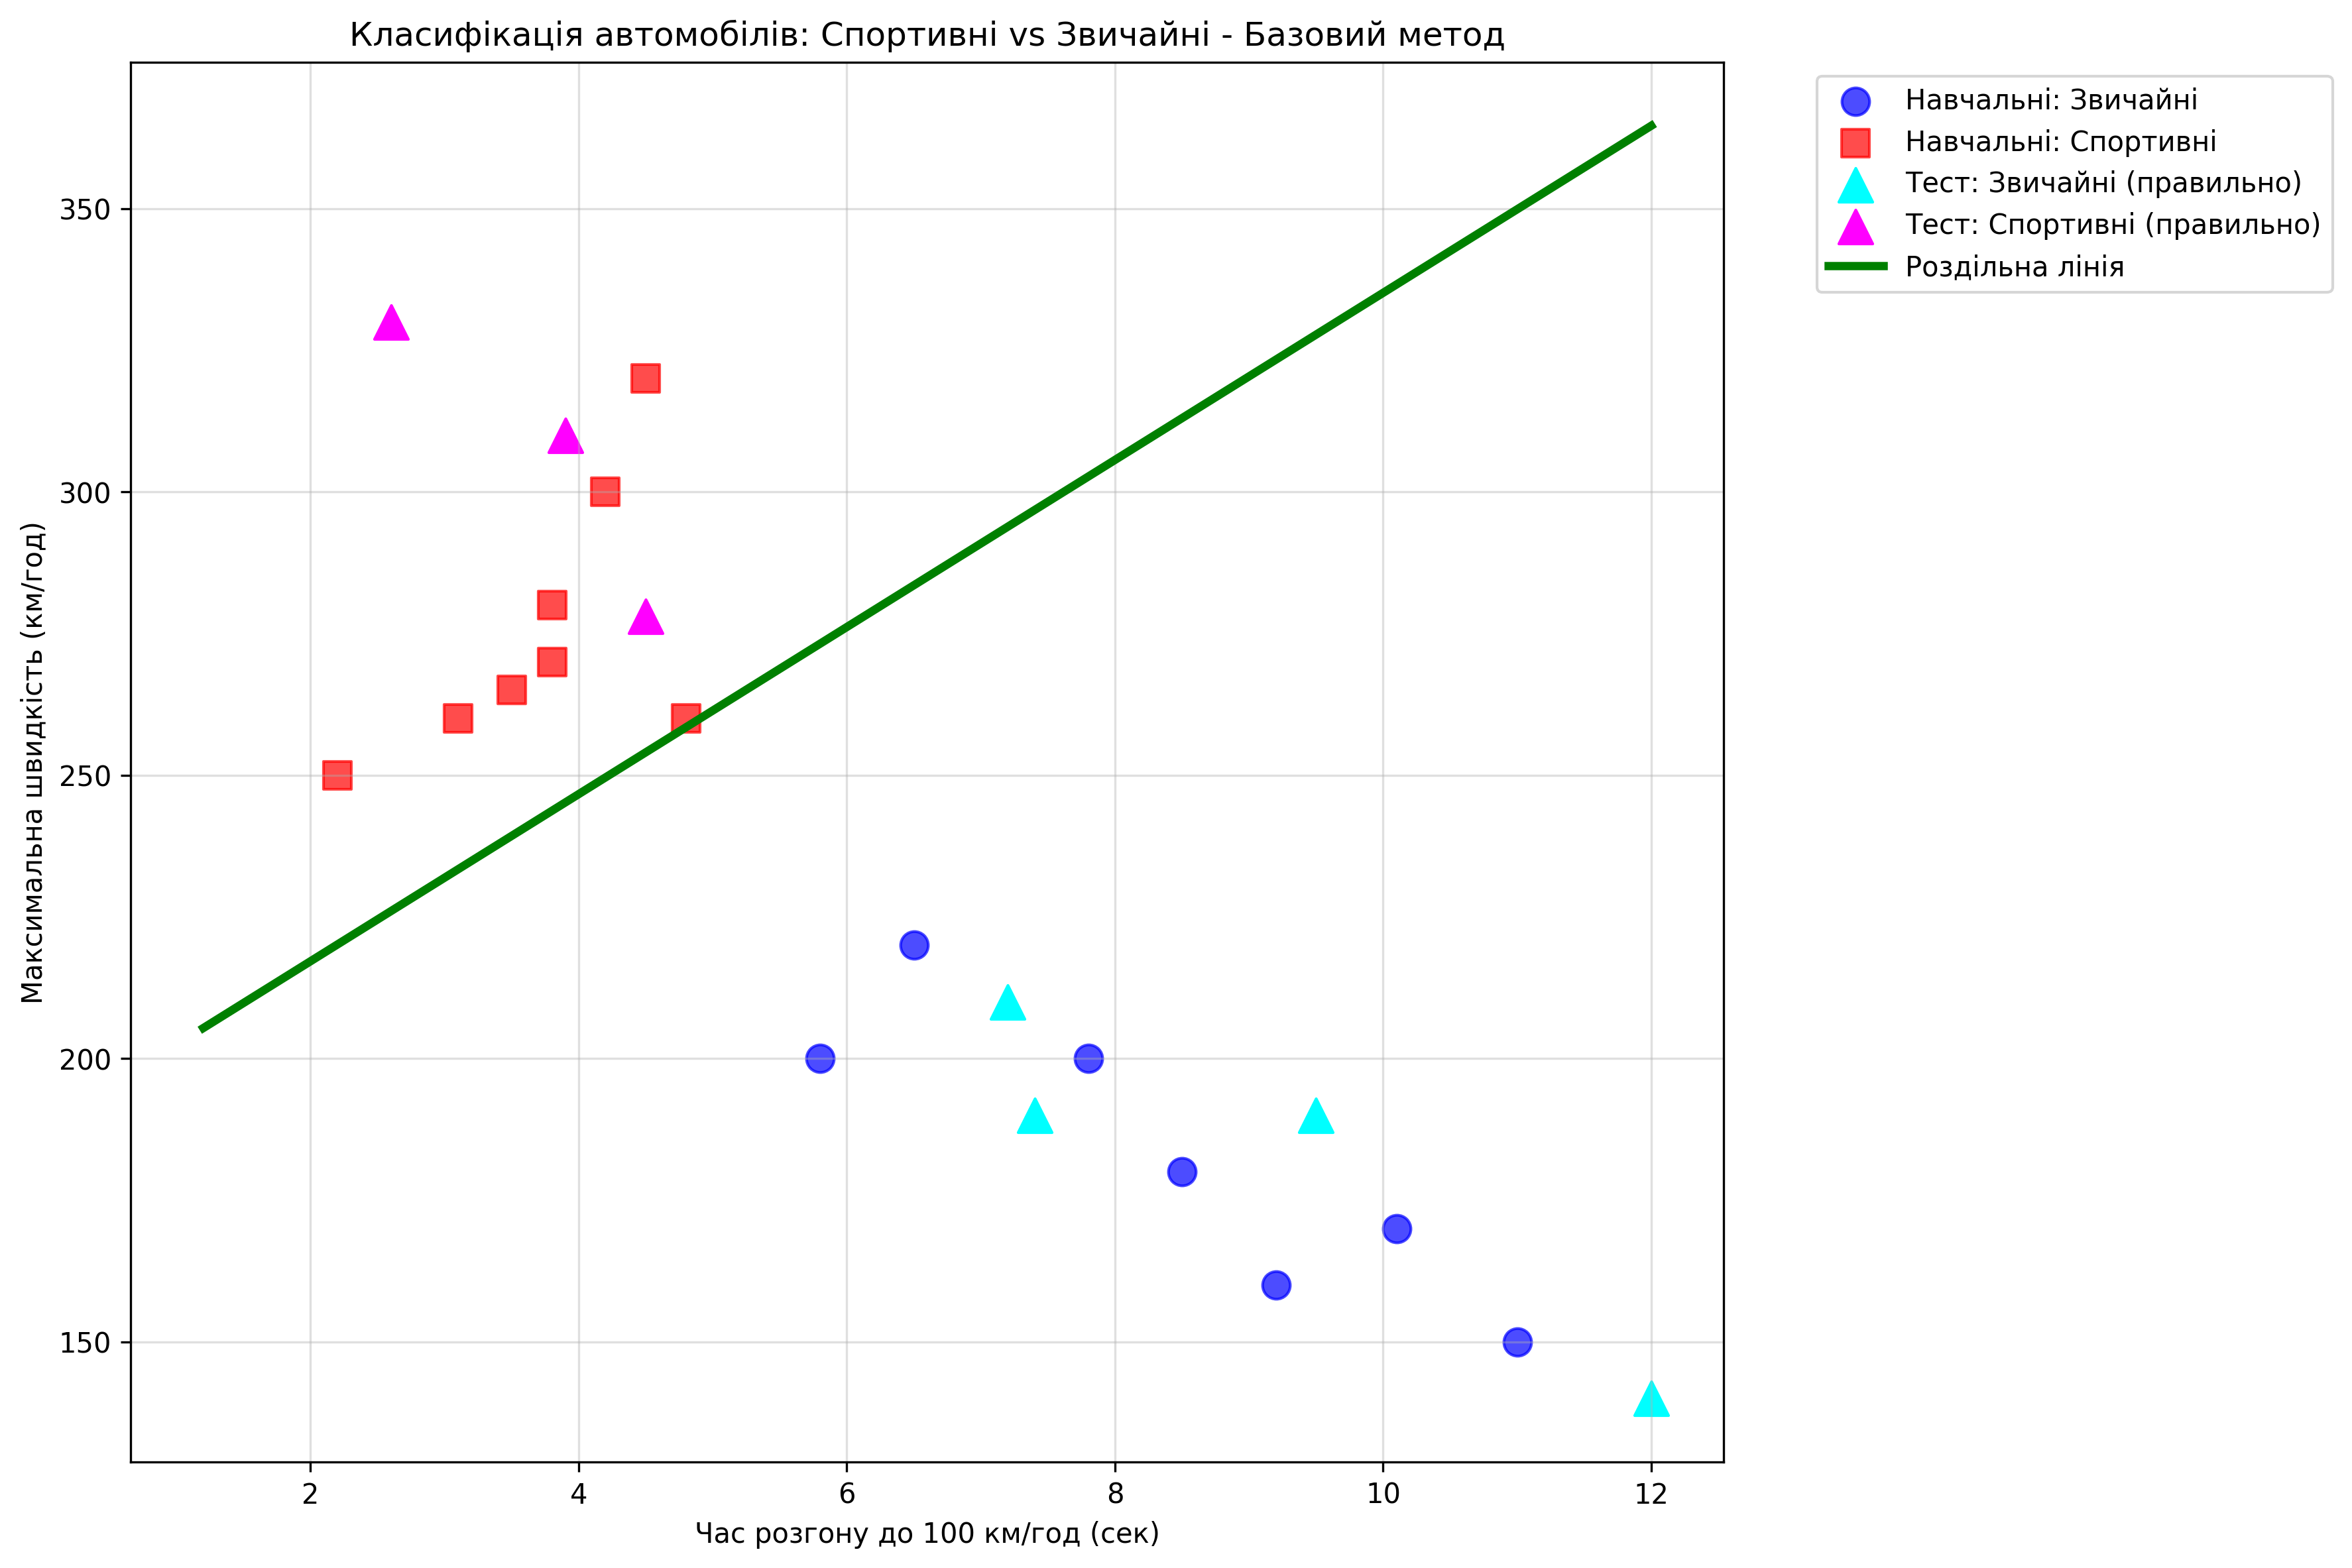 Класифікація автомобілів: Спортивні vs Звичайні - Базовий метод
Навчальні: Звичайні
Навчальні: Спортивні
Тест: Звичайні (правильно)
Тест: Спортивні (правильно)
Роздільна лінія
Максимальна швидкість (км/год)
350
300
250
200
150
2 4 6 8 10 12
Час розгону до 100 км/год (сек)